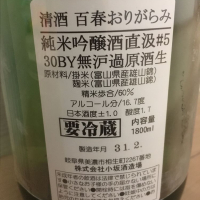 清酒 百春おりがらみ
純米吟醸酒直汲#5
30BY無沪過原酒生
原材料/掛米(富山県産雄山錦)
麹米(富山県産雄山錦)
精米歩合/60%
アルコール分/16.7度
日本酒度±1.0 酸度1.7
要冷蔵
内容量
1800ml
製造年月 31.2.
岐阜県美濃市相生町2267番地
株式会社小坂酒造場